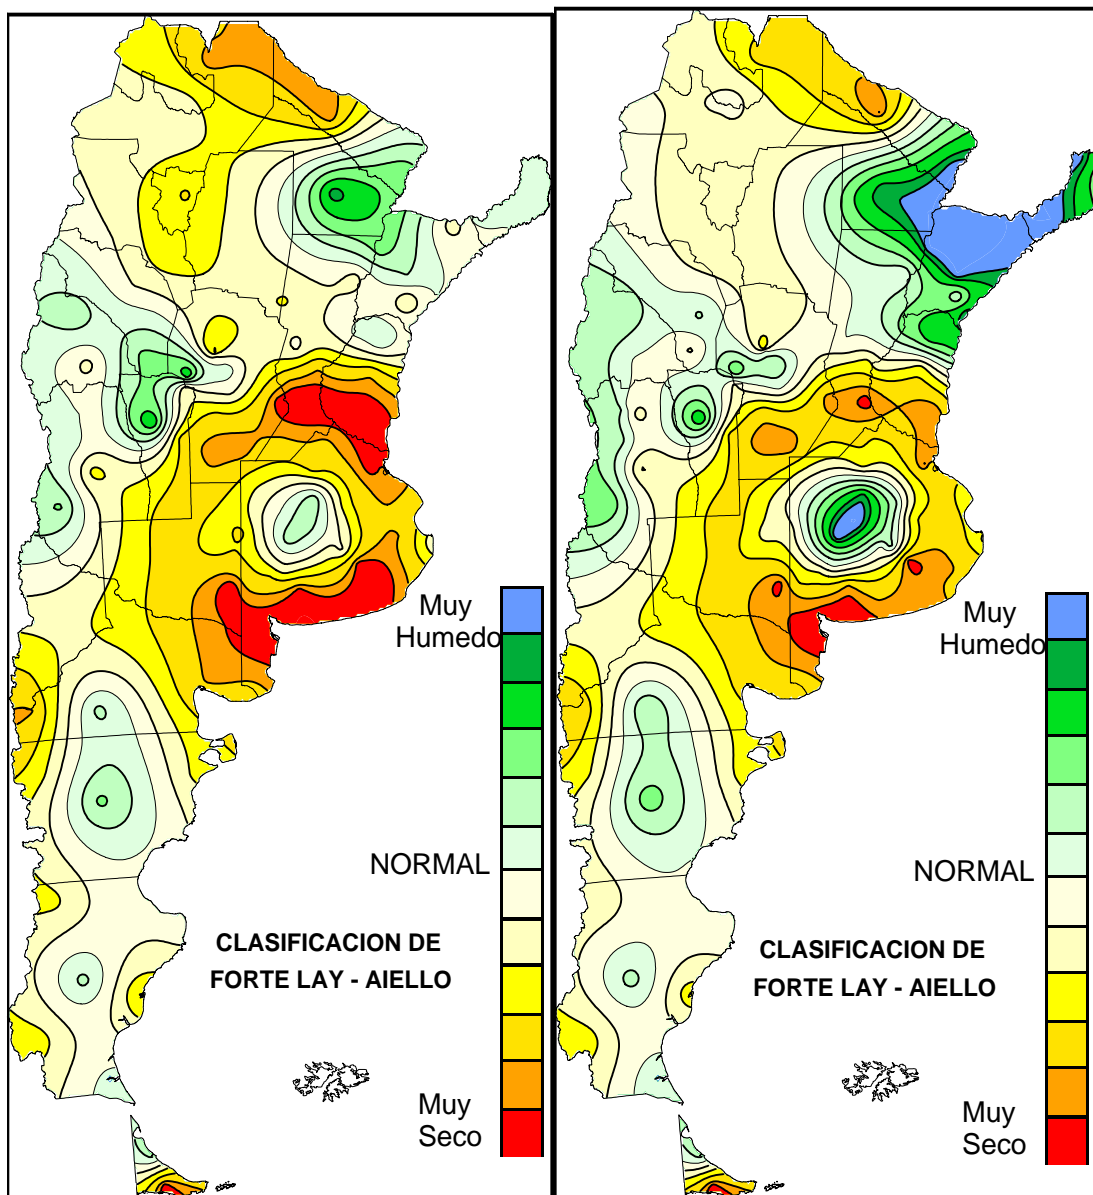 Muy
Humedo
NORMAL
CLASIFICACION DE
FORTE LAY - AIELLO
Muy
Seco
Muy
Humedo
NORMAL
CLASIFICACION DE
FORTE LAY - AIELLO
Muy
Seco